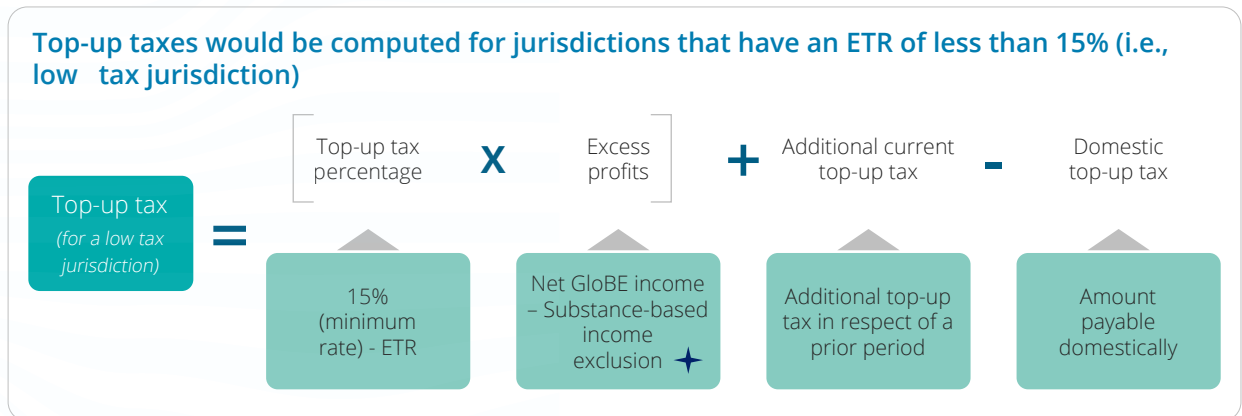 Top-up taxes would be computed for jurisdictions that have an ETR of less than 15% (i.e.,
low tax jurisdiction)
Top-up tax
(for a low tax
jurisdiction)
=
Top-up tax
percentage
X
Excess
profits
+
Additional current
top-up tax
-
Domestic
top-up tax
15%
(minimum
rate) - ETR
Net GloBE income
– Substance-based
income
exclusion
Additional top-up
tax in respect of a
prior period
Amount
payable
domestically